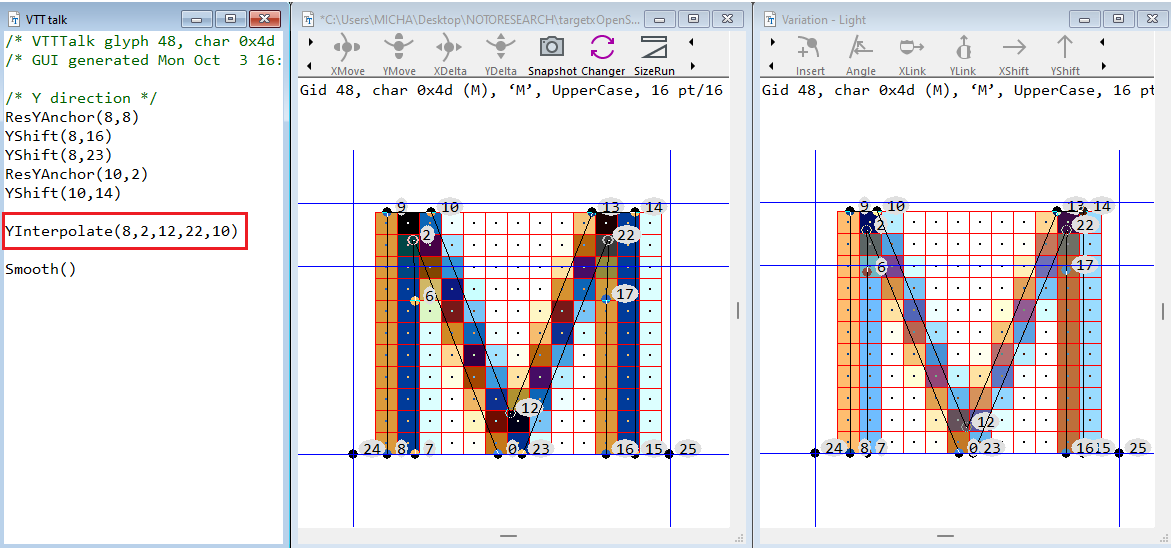 VTT talk
/* VTTTalk glyph 48, char 0x4d
/* GUI generated Mon Oct  3 16:
/* Y direction */
ResYAnchor(8,8)
YShift(8,16)
YShift(8,23)
ResYAnchor(10,2)
YShift(10,14)
YInterpolate(8,2,12,22,10)
Smooth()
*C:\Users\MICHA\Desktop\NOTORESEARCH\targetxOpenS...
XMove YMove XDelta YDelta Snapshot Changer SizeRun
Gid 48, char 0x4d (M), ‘M’, UpperCase, 16 pt/16
9 10 13 14
2 22
6 17
12
24 8 7 0 23 16 15 25
Variation - Light
Insert Angle XLink YLink XShift YShift
Gid 48, char 0x4d (M), ‘M’, UpperCase, 16 pt
9 10 13 14
2 22
6 17
12
24 8 7 0 23 16 15 25